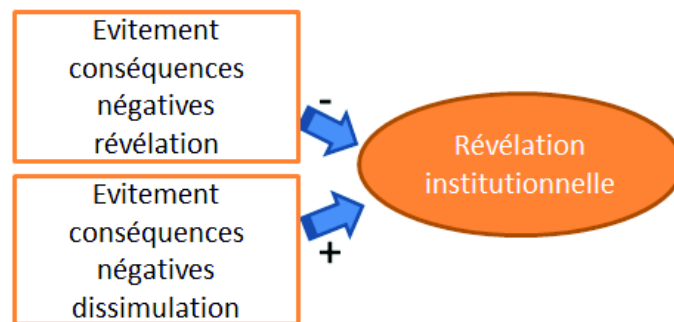 Evitement
conséquences
négatives
révélation
-
Révélation
institutionnelle
Evitement
conséquences
négatives
dissimulation
+